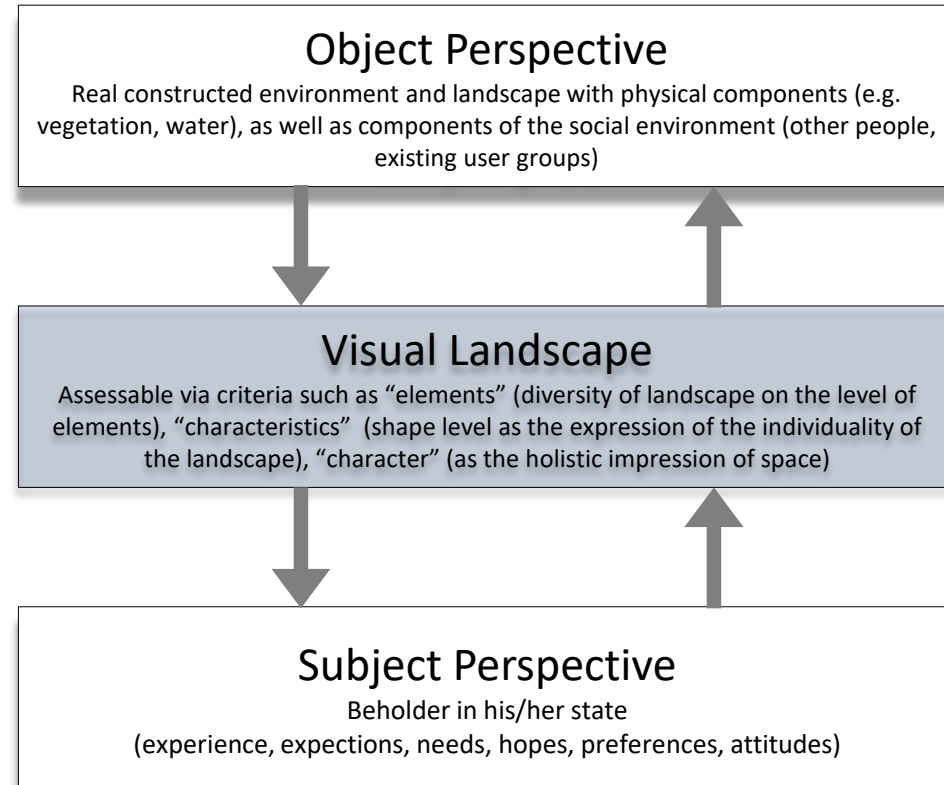 Object Perspective
Real constructed environment and landscape with physical components (e.g.
vegetation, water), as well as components of the social environment (other people,
existing user groups)
Visual Landscape
Assessable via criteria such as “elements” (diversity of landscape on the level of
elements), “characteristics” (shape level as the expression of the individuality of
the landscape), “character” (as the holistic impression of space)
Subject Perspective
Beholder in his/her state
(experience, expections, needs, hopes, preferences, attitudes)